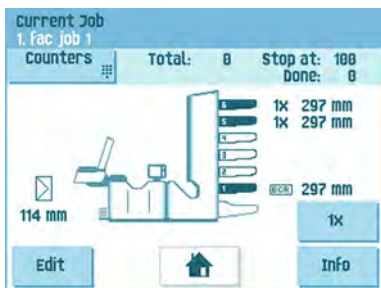 Current Job
1. Fac job 1
Counters
Total: 0
Stop at: 100
Done: 0
6
1X 297 mm
5
1X 297 mm
4
3
2
1
BCR 297 mm
114 mm
1X
Edit
Info